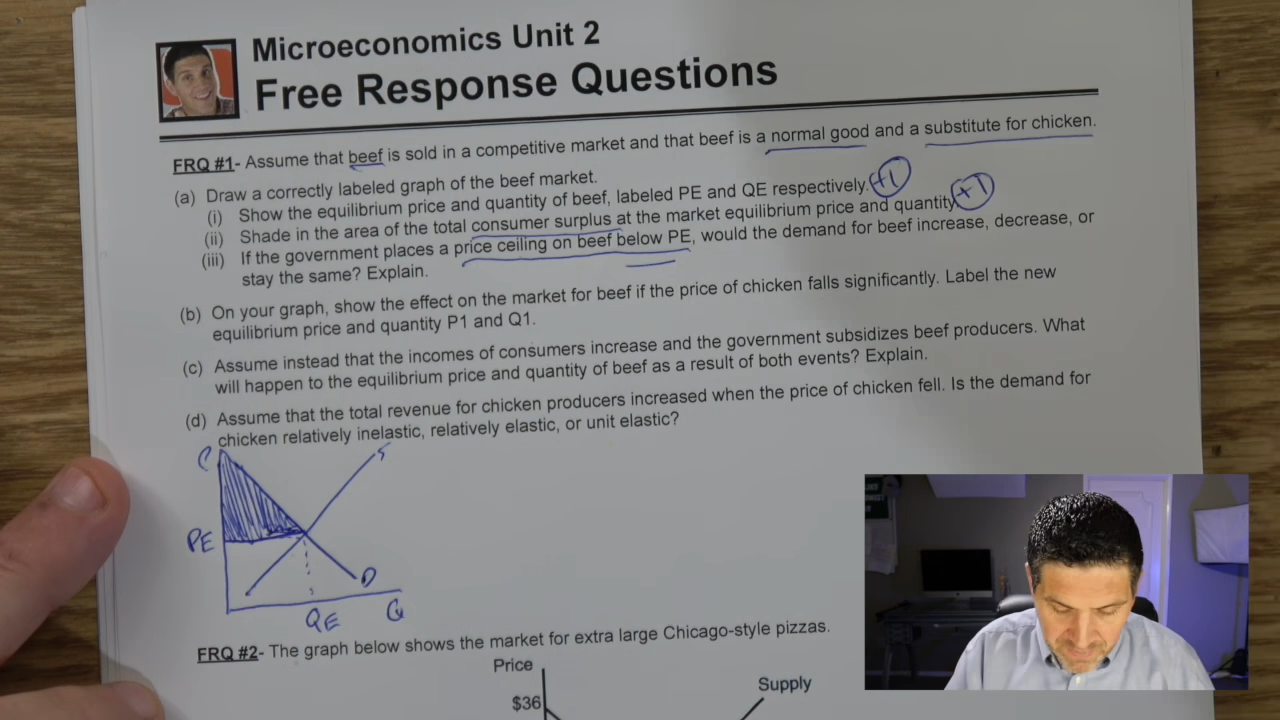 Microeconomics Unit 2
Free Response Questions
FRQ #1- Assume that beef is sold in a competitive market and that beef is a normal good and a substitute for chicken.
(a) Draw a correctly labeled graph of the beef market.
(i) Show the equilibrium price and quantity of beef, labeled PE and QE respectively. +1
(ii) Shade in the area of the total consumer surplus at the market equilibrium price and quantity. +1
(iii) If the government places a price ceiling on beef below PE, would the demand for beef increase, decrease, or
stay the same? Explain.
(b) On your graph, show the effect on the market for beef if the price of chicken falls significantly. Label the new
equilibrium price and quantity P1 and Q1.
(c) Assume instead that the incomes of consumers increase and the government subsidizes beef producers. What
will happen to the equilibrium price and quantity of beef as a result of both events? Explain.
(d) Assume that the total revenue for chicken producers increased when the price of chicken fell. Is the demand for
chicken relatively inelastic, relatively elastic, or unit elastic?
P
S
PE
D
QE
Q
FRQ #2- The graph below shows the market for extra large Chicago-style pizzas.
Price
Supply
$36